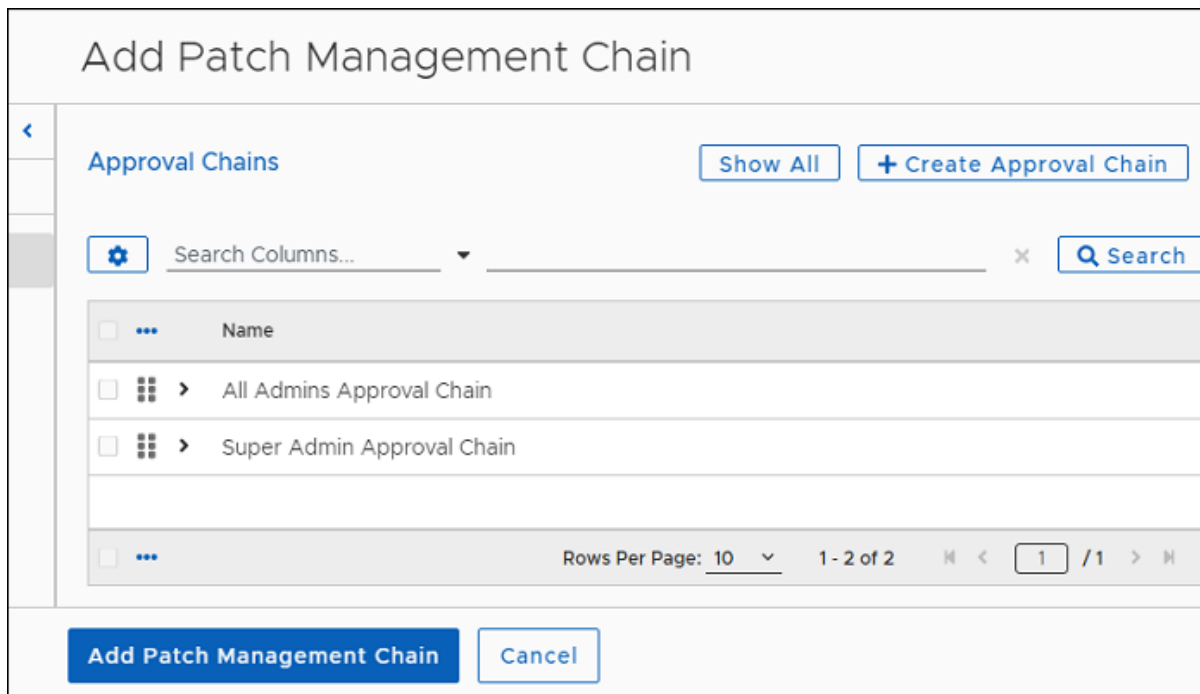 Add Patch Management Chain
Approval Chains
Show All
+ Create Approval Chain
Search Columns...
Search
Name
All Admins Approval Chain
Super Admin Approval Chain
Rows Per Page: 10 1 - 2 of 2 1 / 1
Add Patch Management Chain
Cancel